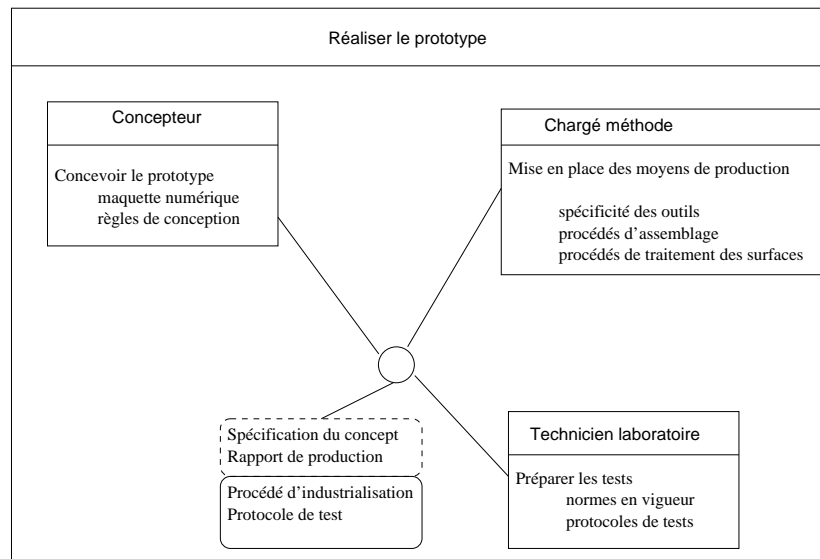 Réaliser le prototype
Concepteur
Concevoir le prototype
maquette numérique
règles de conception
Chargé méthode
Mise en place des moyens de production
spécificité des outils
procédés d'assemblage
procédés de traitement des surfaces
Spécification du concept
Rapport de production
Procédé d'industrialisation
Protocole de test
Technicien laboratoire
Préparer les tests
normes en vigueur
protocoles de tests